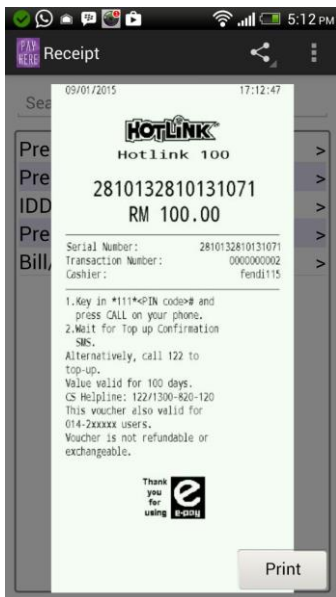 5:12 PM
PAY HERE
Receipt
Sea
09/01/2015 17:12:47
HOTLINK
Hotlink 100
2810132810131071
RM 100.00
Serial Number: 2810132810131071
Transaction Number: 0000000002
Cashier: fendi115
1.Key in *111*<PIN code># and
press CALL on your phone.
2.Wait for Top up Confirmation
SMS.
Alternatively, call 122 to
top-up.
Value valid for 100 days.
CS Helpline: 122/1300-820-120
This voucher also valid for
014-2xxxxx users.
Voucher is not refundable or
exchangeable.
Thank
you
for
using
e-pay
Pre >
Pre >
IDD >
Pre >
Bill/ >
Print